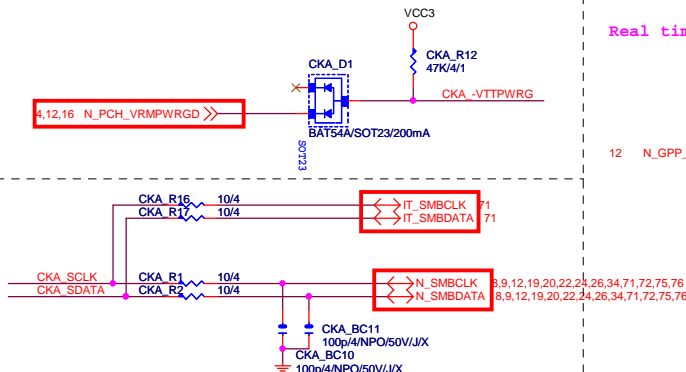 VCC3
Real tim
CKA_D1
CKA_R12
47K/4/1
CKA_-VTTPWRG
4,12,16 N_PCH_VRMPWRGD
BAT54A/SOT23/200mA
SOT23
12 N_GPP_
CKA_R16 10/4
IT_SMBCLK 71
CKA_R17 10/4
IT_SMBDATA 71
CKA_SCLK CKA_R1 10/4
N_SMBCLK 8,9,12,19,20,22,24,26,34,71,72,75,76
CKA_SDATA CKA_R2 10/4
N_SMBDATA 8,9,12,19,20,22,24,26,34,71,72,75,76
CKA_BC11
100p/4/NPO/50V/J/X
CKA_BC10
100p/4/NPO/50V/J/X